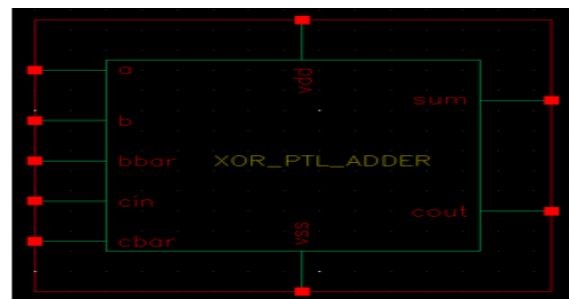 a
vdd
sum
b
bbar
XOR_PTL_ADDER
cin
cout
vss
cbar